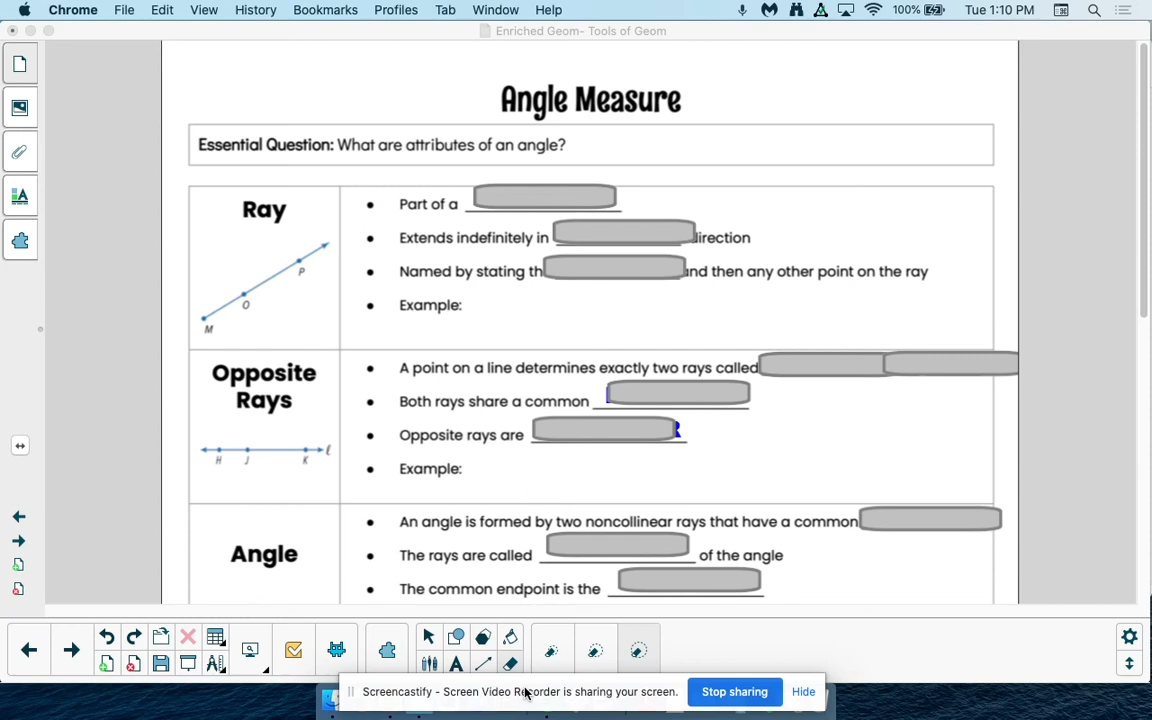 Chrome File Edit View History Bookmarks Profiles Tab Window Help 100% Tue 1:10 PM
Enriched Geom- Tools of Geom
Angle Measure
Essential Question: What are attributes of an angle?
Ray
• Part of a
• Extends indefinitely in direction
• Named by stating th and then any other point on the ray
• Example:
P
O
M
Opposite
Rays
• A point on a line determines exactly two rays called
• Both rays share a common
• Opposite rays are R
• Example:
H J K ℓ
Angle
• An angle is formed by two noncollinear rays that have a common
• The rays are called of the angle
• The common endpoint is the
Screencastify - Screen Video Recorder is sharing your screen. Stop sharing Hide